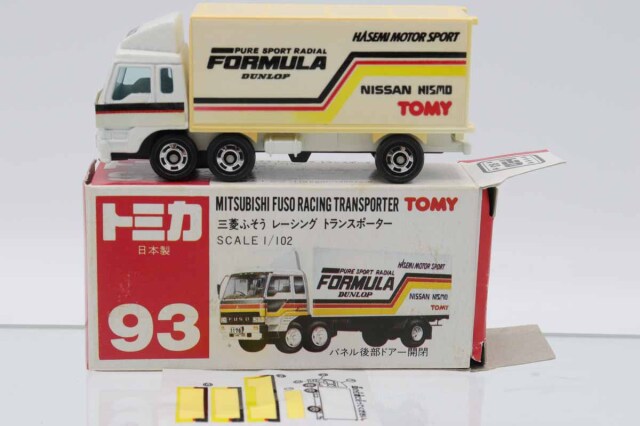 HASEMI MOTOR SPORT
PURE SPORT RADIAL
FORMULA
DUNLOP
NISSAN NISMO
TOMY
トミカ
日本製
93
MITSUBISHI FUSO RACING TRANSPORTER TOMY
三菱ふそう レーシング トランスポーター
SCALE 1/102
PURE SPORT RADIAL
FORMULA
DUNLOP
HASEMI MOTOR SPORT
NISSAN NISMO
TOMY
FUSO
パネル後部ドアー開閉